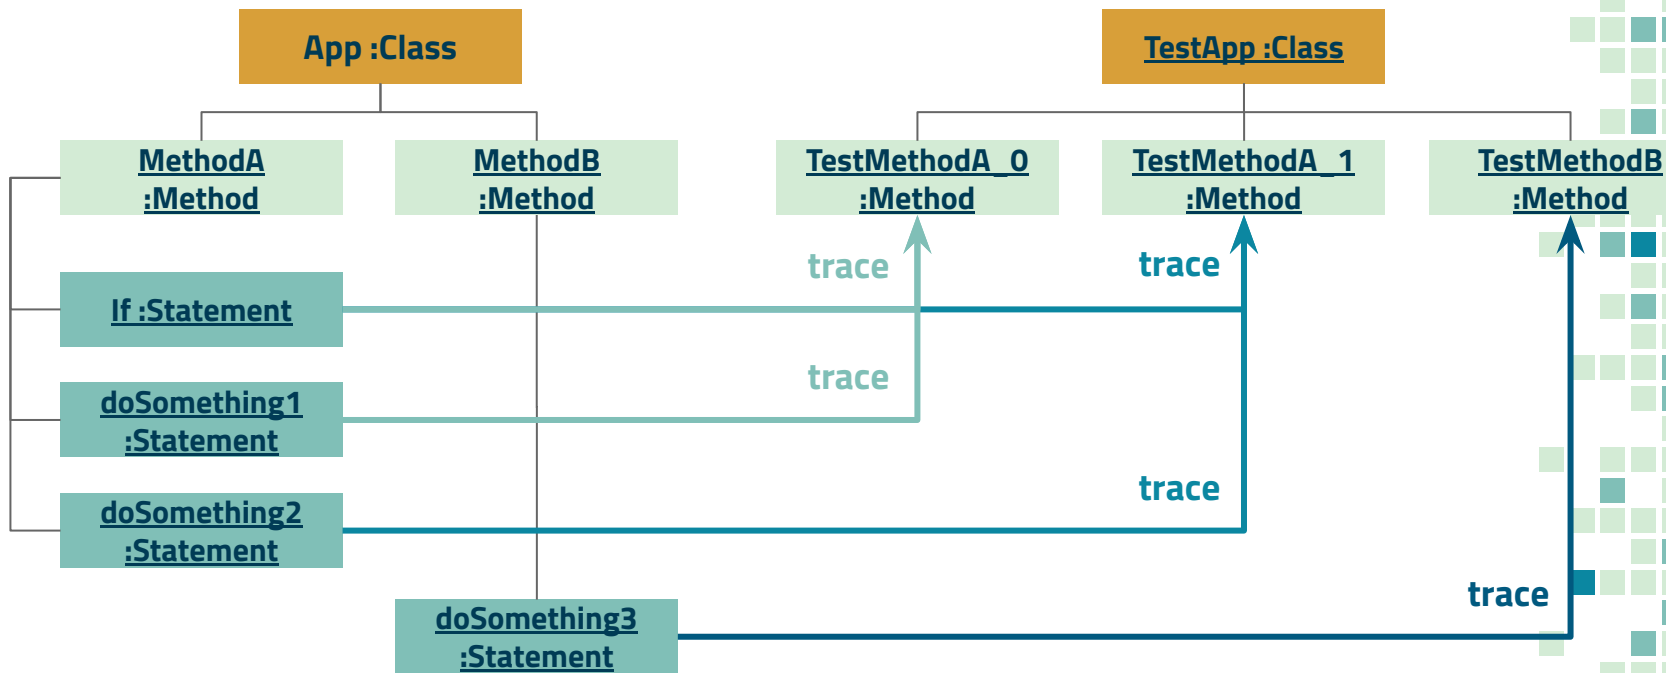 App :Class
TestApp :Class
MethodA
:Method
MethodB
:Method
TestMethodA_0
:Method
TestMethodA_1
:Method
TestMethodB
:Method
trace
trace
If :Statement
trace
doSomething1
:Statement
trace
doSomething2
:Statement
trace
doSomething3
:Statement